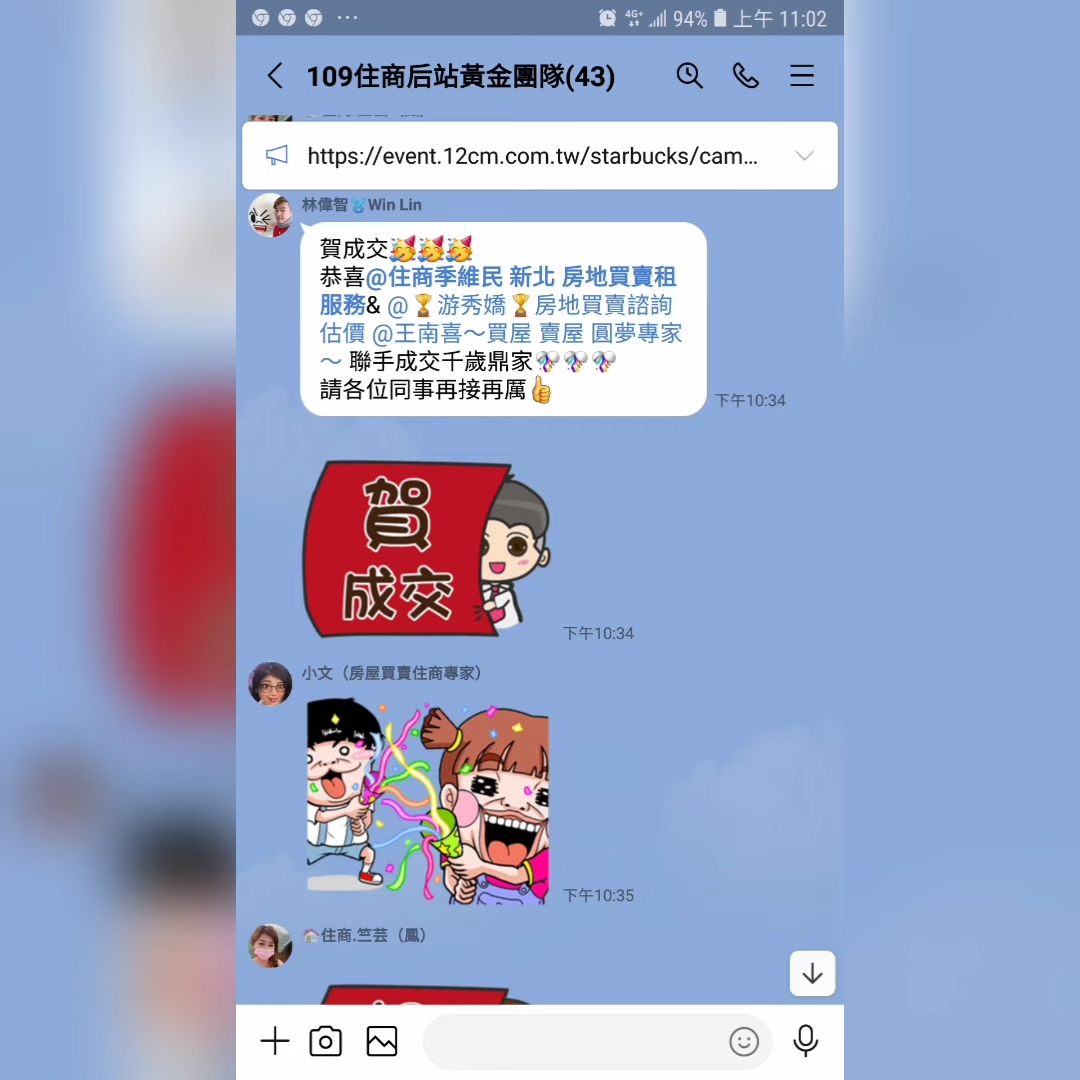 4G+ 94% 上午 11:02
109住商后站黃金團隊(43)
https://event.12cm.com.tw/starbucks/cam…
林偉智 Win Lin
賀成交🥳🥳🥳
恭喜@住商季維民 新北 房地買賣租
服務& @🏆游秀嬌🏆房地買賣諮詢
估價 @王南喜～買屋 賣屋 圓夢專家
～ 聯手成交千歲鼎家🎊🎊🎊
請各位同事再接再厲👍
下午10:34
賀
成交
下午10:34
小文（房屋買賣住商專家）
下午10:35
🏠住商.竺芸（鳳）